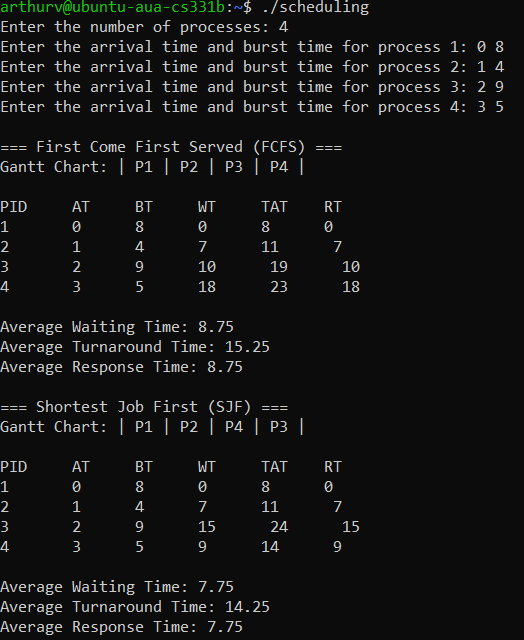 arthurv@ubuntu-aua-cs331b:~$ ./scheduling
Enter the number of processes: 4
Enter the arrival time and burst time for process 1: 0 8
Enter the arrival time and burst time for process 2: 1 4
Enter the arrival time and burst time for process 3: 2 9
Enter the arrival time and burst time for process 4: 3 5
=== First Come First Served (FCFS) ===
Gantt Chart: | P1 | P2 | P3 | P4 |
PID AT BT WT TAT RT
1 0 8 0 8 0
2 1 4 7 11 7
3 2 9 10 19 10
4 3 5 18 23 18
Average Waiting Time: 8.75
Average Turnaround Time: 15.25
Average Response Time: 8.75
=== Shortest Job First (SJF) ===
Gantt Chart: | P1 | P2 | P4 | P3 |
PID AT BT WT TAT RT
1 0 8 0 8 0
2 1 4 7 11 7
3 2 9 15 24 15
4 3 5 9 14 9
Average Waiting Time: 7.75
Average Turnaround Time: 14.25
Average Response Time: 7.75